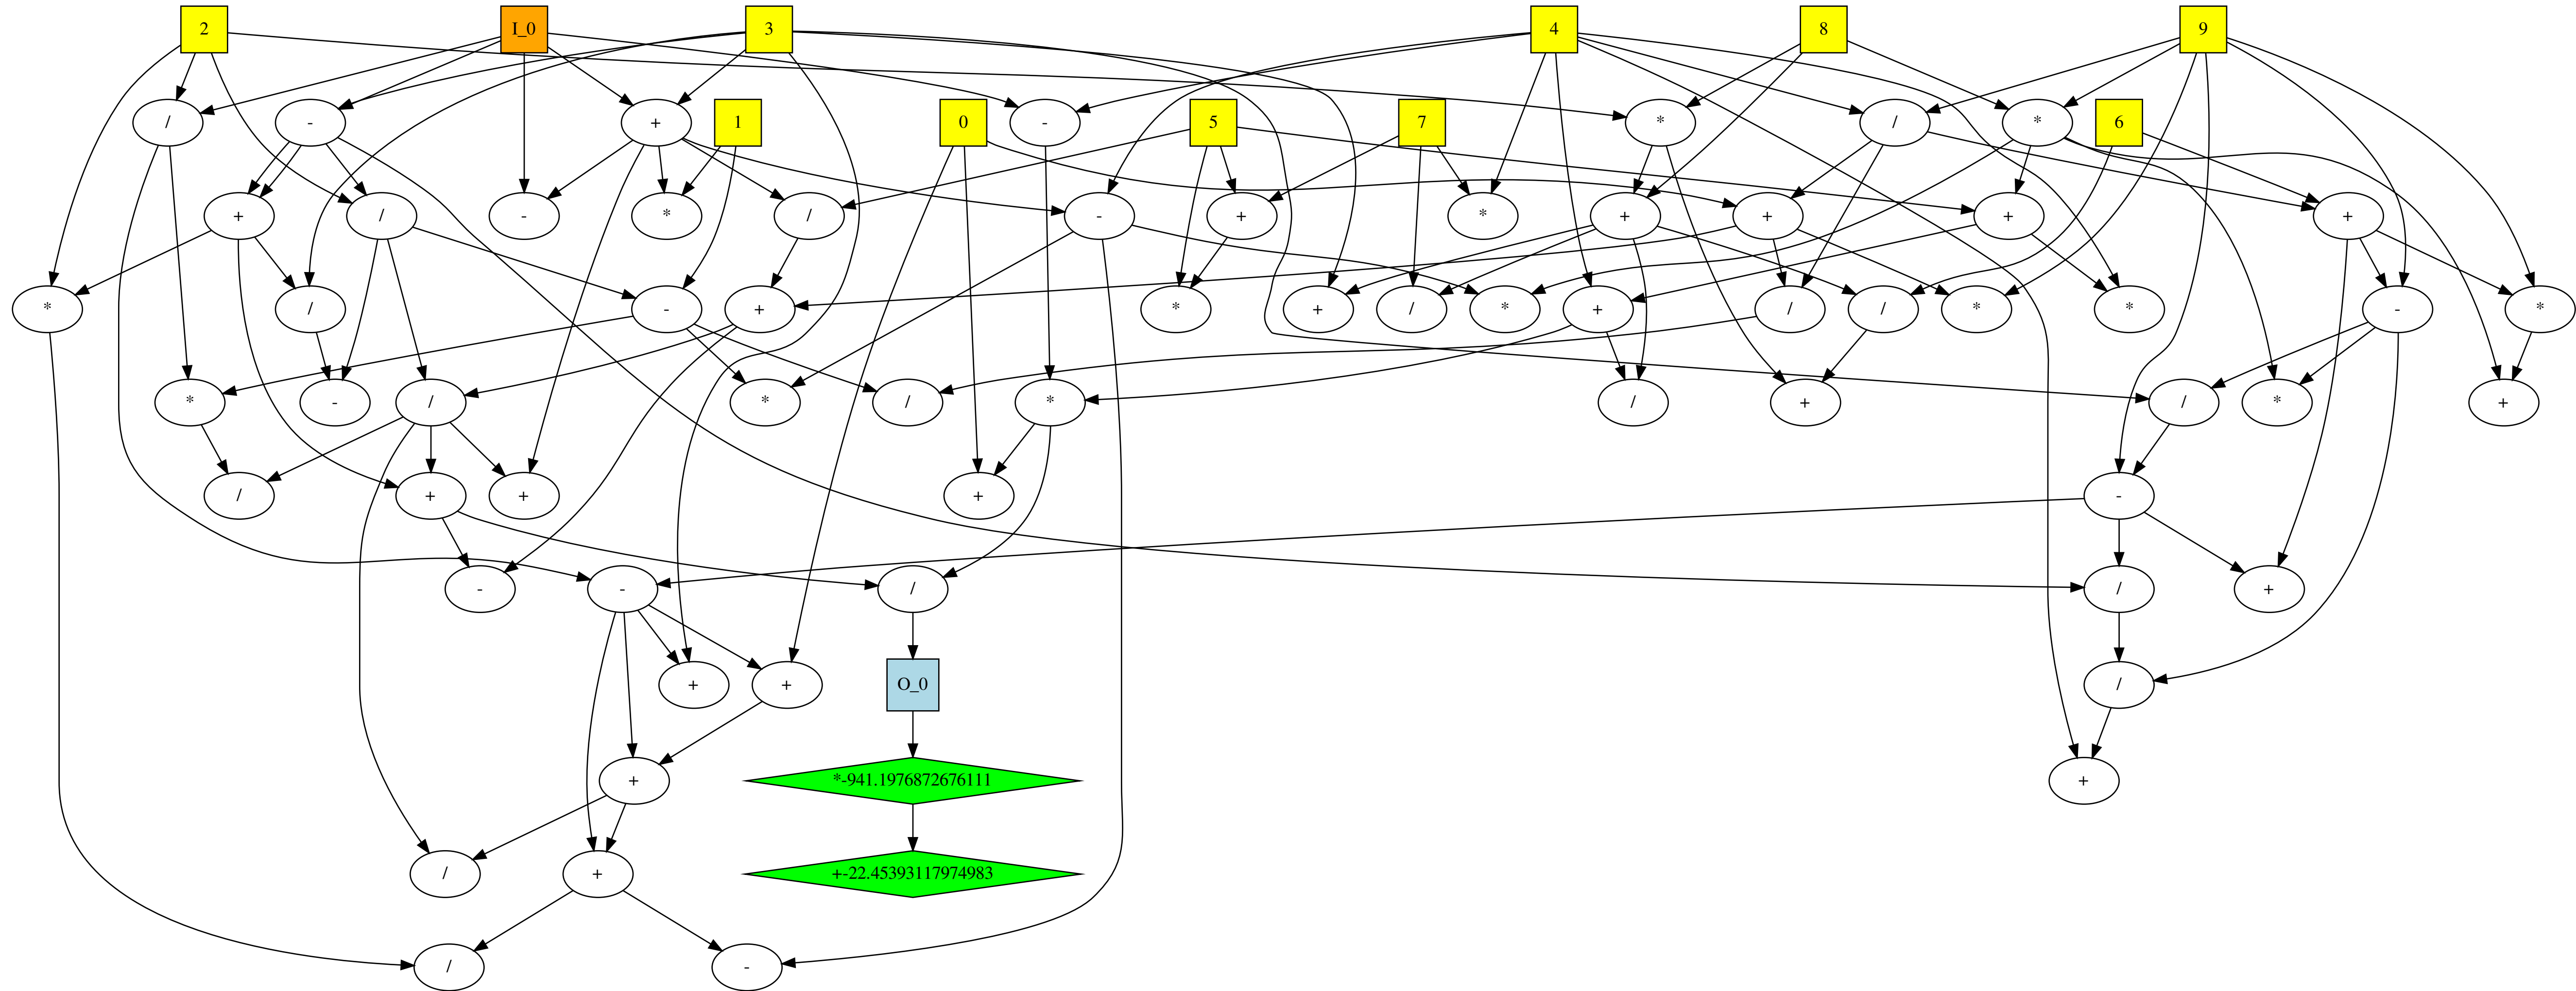 2 I_0 3 4 8 9
/ - + 1 0 - 5 7 * / * 6
+ / - * / - + * + + + +
* / - + * + / * + / / * * - *
* - / * / * / + / * +
/ + + + -
- - / / +
+ + O_0 /
+ *-941.1976872676111 +
/ + +-22.45393117974983
/ -